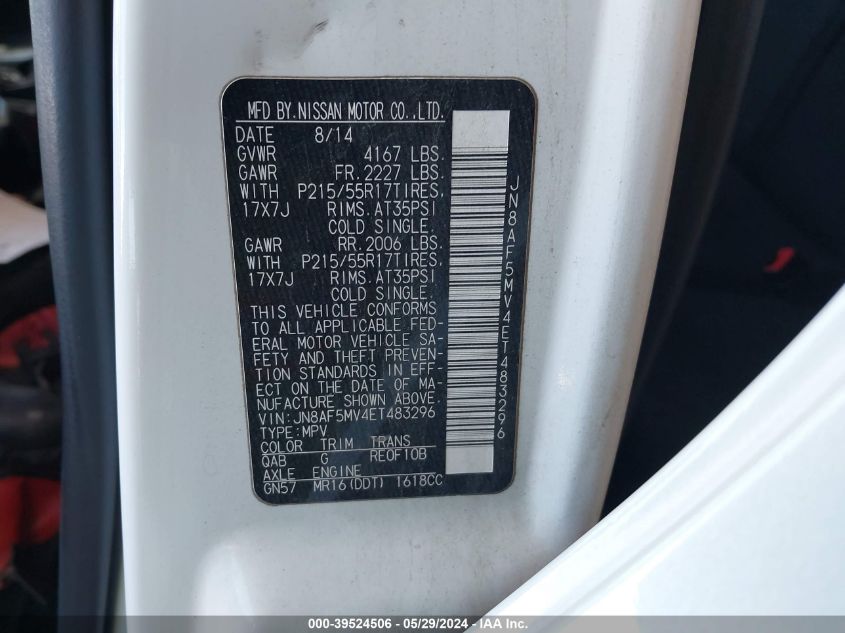 MFD BY.NISSAN MOTOR CO.,LTD.
DATE 8/14
GVWR 4167 LBS.
GAWR FR.2227 LBS.
WITH P215/55R17TIRES,
17X7J RIMS.AT35PSI
COLD SINGLE.
GAWR RR.2006 LBS.
WITH P215/55R17TIRES,
17X7J RIMS.AT35PSI
COLD SINGLE.
THIS VEHICLE CONFORMS
TO ALL APPLICABLE FED-
ERAL MOTOR VEHICLE SA-
FETY AND THEFT PREVEN-
TION STANDARDS IN EFF-
ECT ON THE DATE OF MA-
NUFACTURE SHOWN ABOVE.
VIN:JN8AF5MV4ET483296
TYPE:MPV
COLOR TRIM TRANS
QAB G RE0F10B
AXLE ENGINE
GN57 MR16(DDT) 1618CC
JN8AF5MV4ET483296
000-39524506 - 05/29/2024 - IAA Inc.